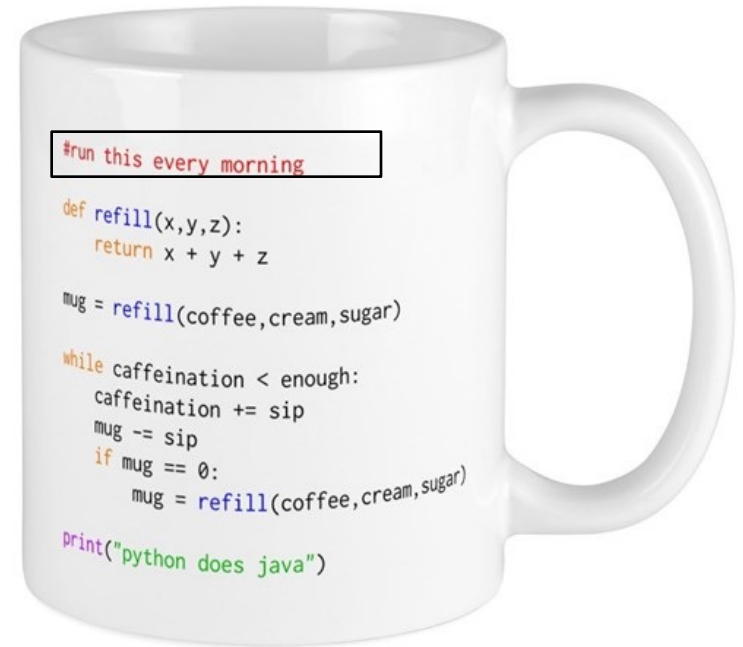 #run this every morning
def refill(x,y,z):
return x + y + z
mug = refill(coffee,cream,sugar)
while caffeination < enough:
caffeination += sip
mug -= sip
if mug == 0:
mug = refill(coffee,cream,sugar)
print("python does java")